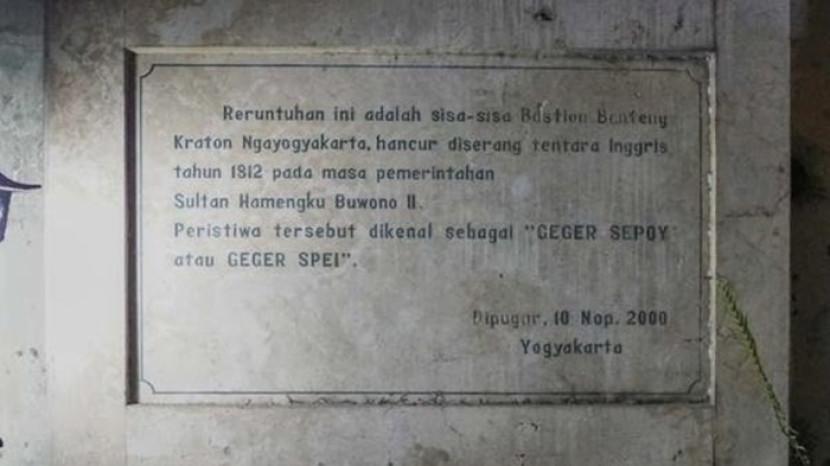 Reruntuhan ini adalah sisa-sisa Bastion Benteng
Kraton Ngayogyakarta, hancur diserang tentara Inggris
tahun 1812 pada masa pemerintahan
Sultan Hamengku Buwono II.
Peristiwa tersebut dikenal sebagai "GEGER SEPOY
atau GEGER SPEI".
Dipugar, 10 Nop. 2000
Yogyakarta